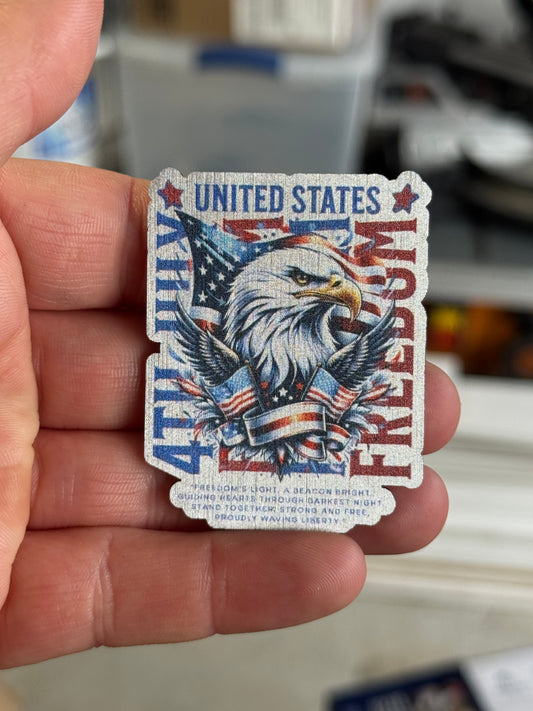 UNITED STATES
4TH JULY
FREEDOM
"FREEDOM'S LIGHT, A BEACON BRIGHT,
GUIDING HEARTS THROUGH DARKEST NIGHT
STAND TOGETHER, STRONG AND FREE,
PROUDLY WAVING LIBERTY."